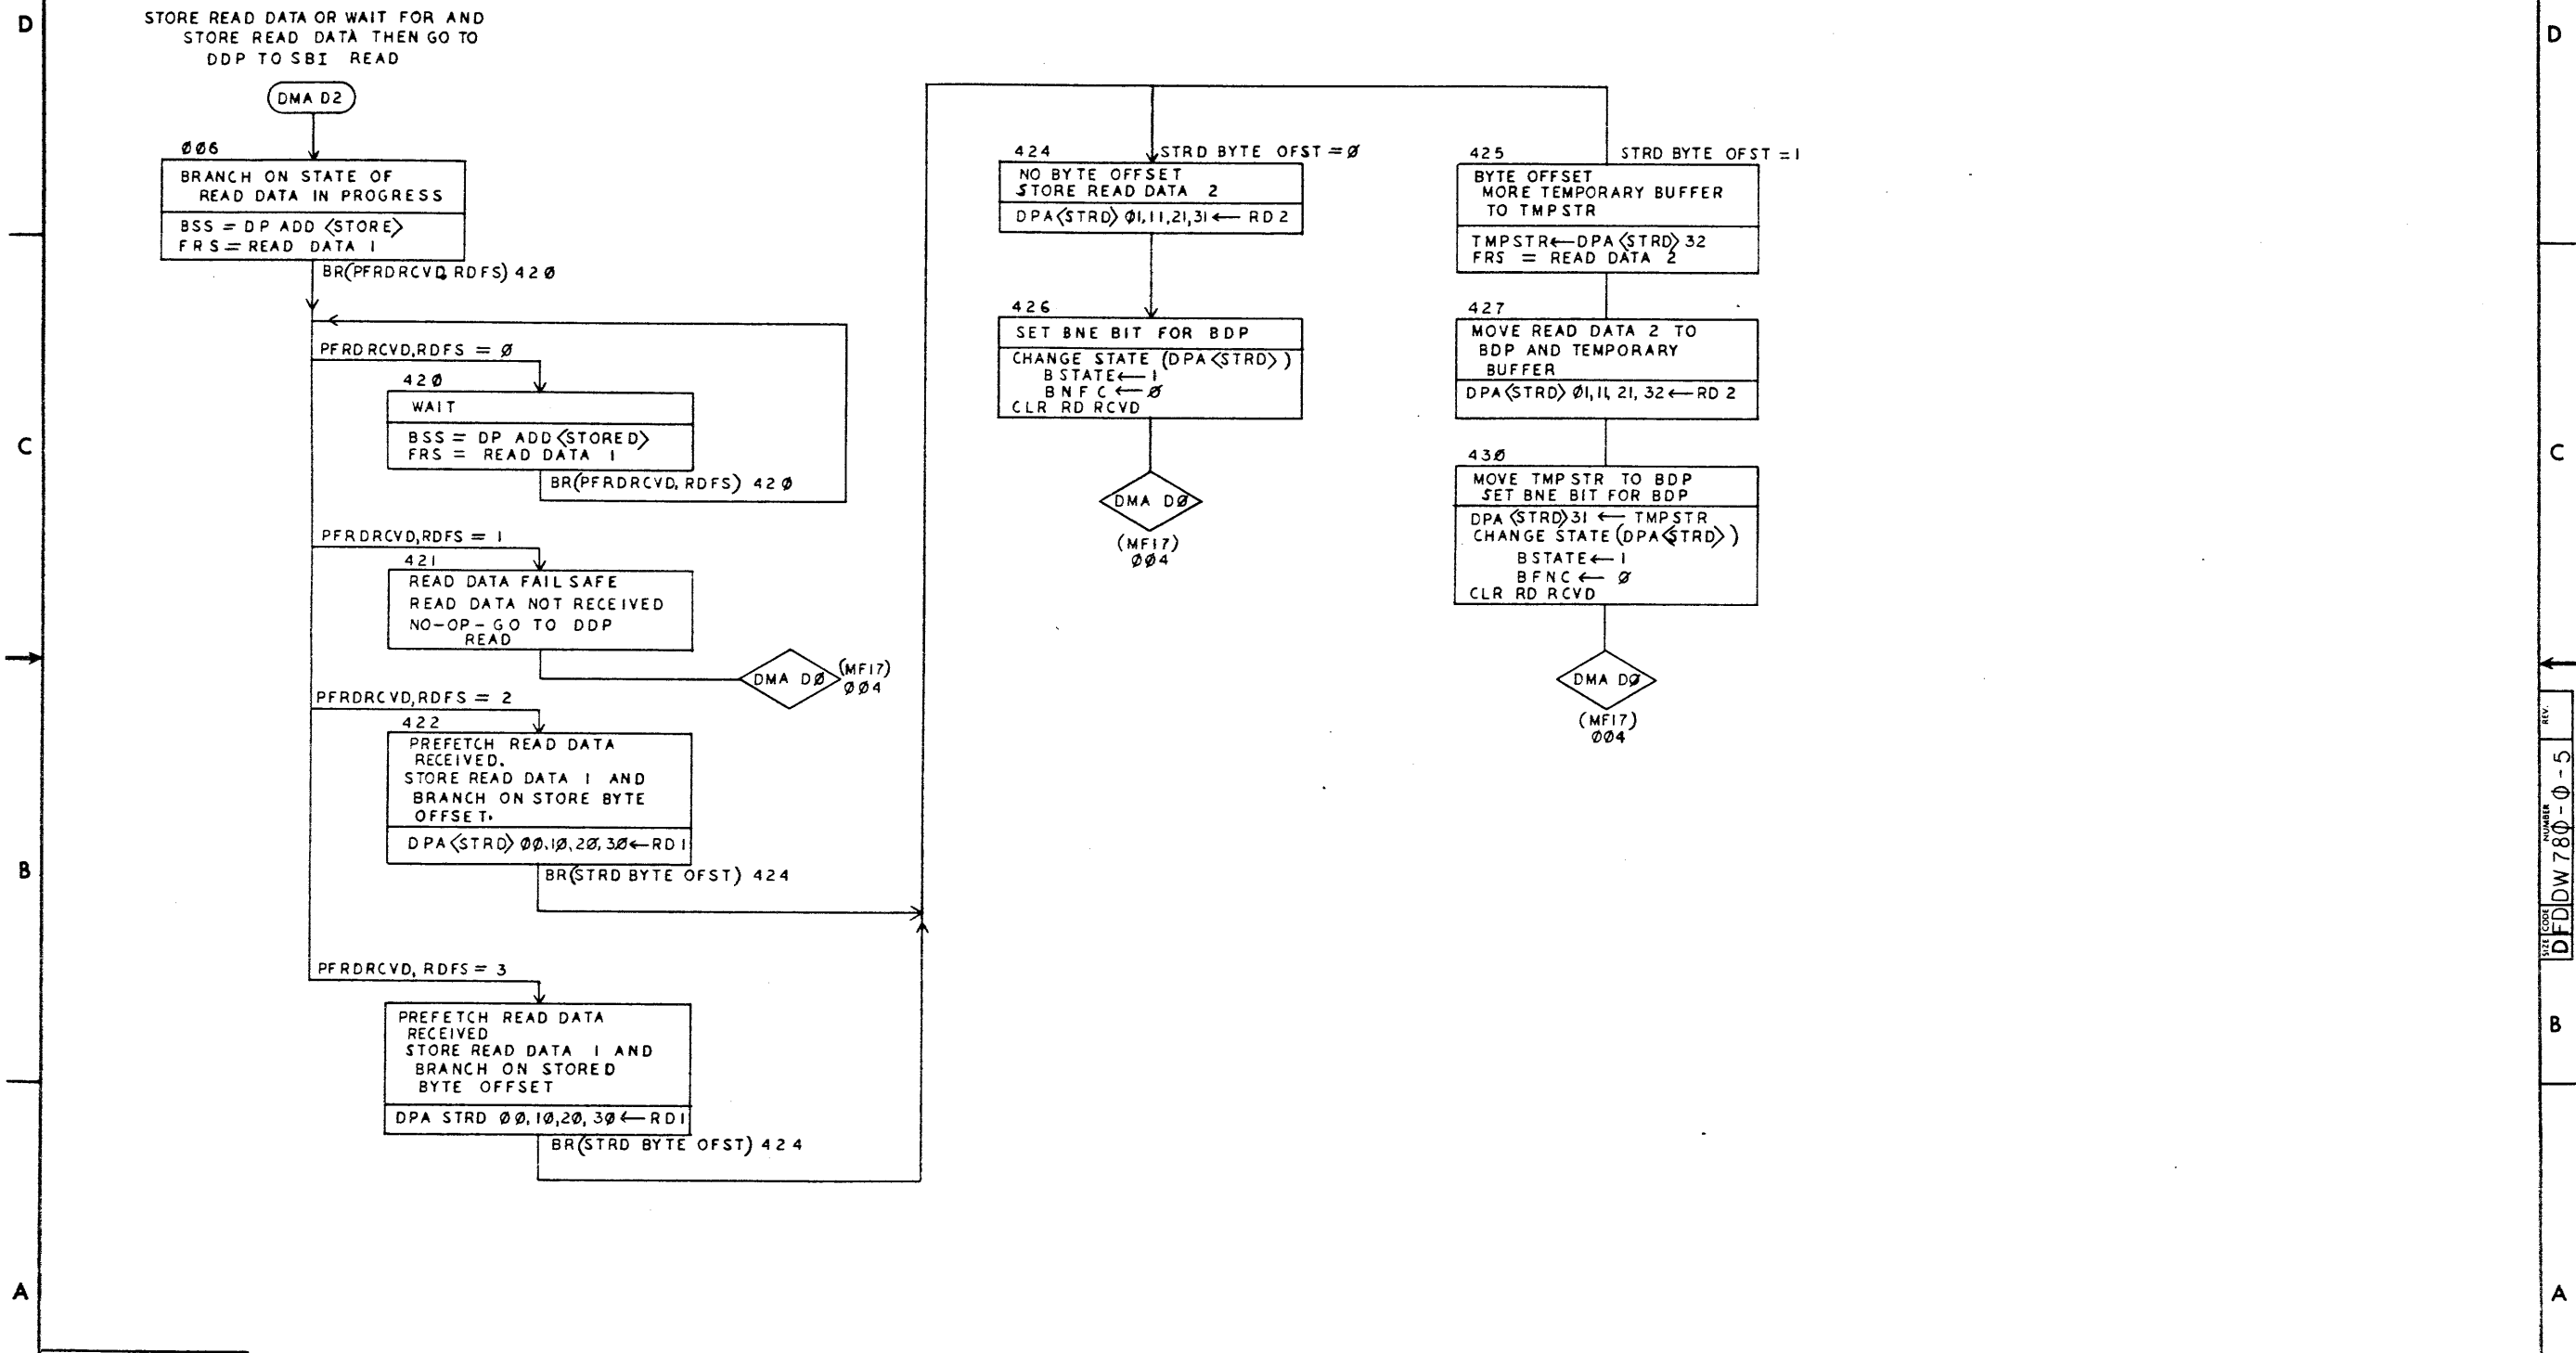 D
STORE READ DATA OR WAIT FOR AND
STORE READ DATA THEN GO TO
DDP TO SBI READ
DMA D2
ØØ6
BRANCH ON STATE OF
READ DATA IN PROGRESS
BSS = DP ADD <STORE>
FRS = READ DATA 1
BR(PFRDRCVD, RDFS) 42Ø
PFRDRCVD,RDFS = Ø
42Ø
WAIT
BSS = DP ADD <STORED>
FRS = READ DATA 1
BR(PFRDRCVD, RDFS) 42Ø
C
PFRDRCVD,RDFS = 1
421
READ DATA FAIL SAFE
READ DATA NOT RECEIVED
NO-OP-GO TO DDP
READ
DMA DØ
(MF17)
ØØ4
PFRDRCVD,RDFS = 2
422
PREFETCH READ DATA
RECEIVED.
STORE READ DATA 1 AND
BRANCH ON STORE BYTE
OFFSET.
DPA<STRD> ØØ,1Ø,2Ø,3Ø←RD1
BR(STRD BYTE OFST) 424
B
PFRDRCVD, RDFS = 3
PREFETCH READ DATA
RECEIVED
STORE READ DATA 1 AND
BRANCH ON STORED
BYTE OFFSET
DPA STRD ØØ,1Ø,2Ø,3Ø←RD1
BR(STRD BYTE OFST) 424
A
424
STRD BYTE OFST = Ø
NO BYTE OFFSET
STORE READ DATA 2
DPA<STRD> Ø1,11,21,31← RD 2
426
SET BNE BIT FOR BDP
CHANGE STATE (DPA<STRD>)
BSTATE←1
BNFC←Ø
CLR RD RCVD
DMA DØ
(MF17)
ØØ4
425
STRD BYTE OFST = 1
BYTE OFFSET
MORE TEMPORARY BUFFER
TO TMPSTR
TMPSTR←DPA<STRD> 32
FRS = READ DATA 2
427
MOVE READ DATA 2 TO
BDP AND TEMPORARY
BUFFER
DPA<STRD> Ø1,11,21,32←RD 2
43Ø
MOVE TMPSTR TO BDP
SET BNE BIT FOR BDP
DPA<STRD>31 ← TMPSTR
CHANGE STATE(DPA<STRD>)
BSTATE←1
BFNC← Ø
CLR RD RCVD
DMA DØ
(MF17)
ØØ4
D
C
REV.
NUMBER
DW78Ø-Ø-5
SIZE CODE
D FD
B
A